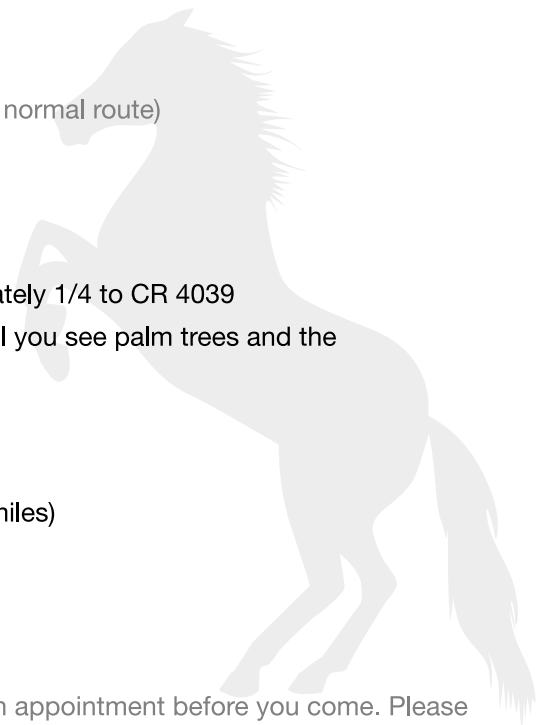 normal route)
ately 1/4 to CR 4039
l you see palm trees and the
miles)
n appointment before you come. Please